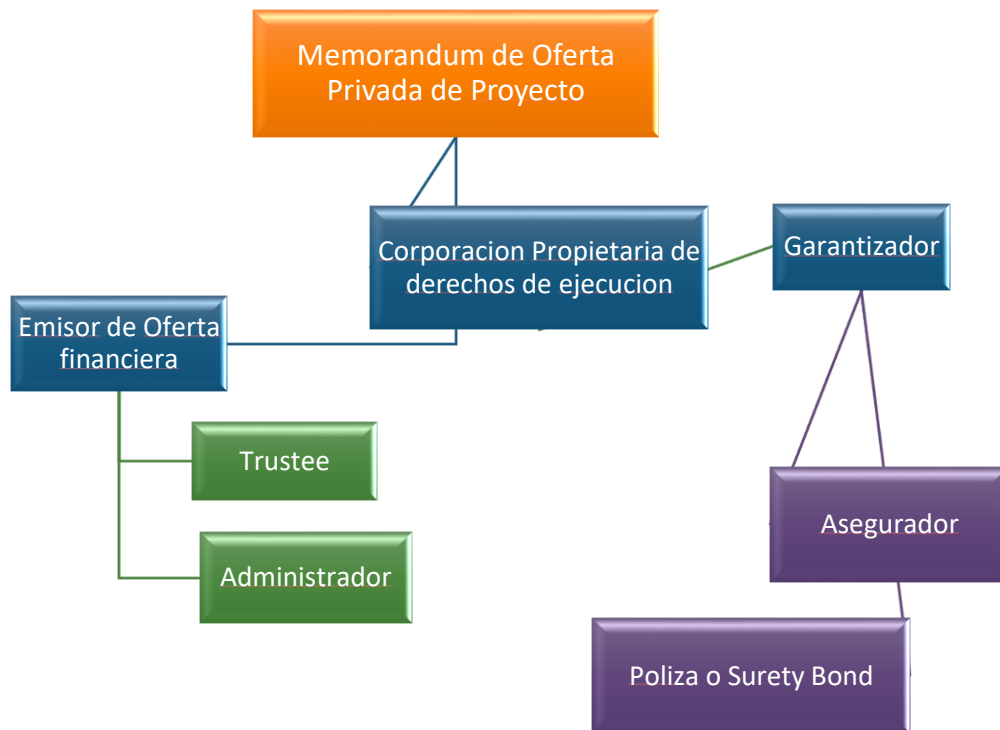 Memorandum de Oferta
Privada de Proyecto
Corporacion Propietaria de
derechos de ejecucion
Garantizador
Emisor de Oferta
financiera
Trustee
Administrador
Asegurador
Poliza o Surety Bond